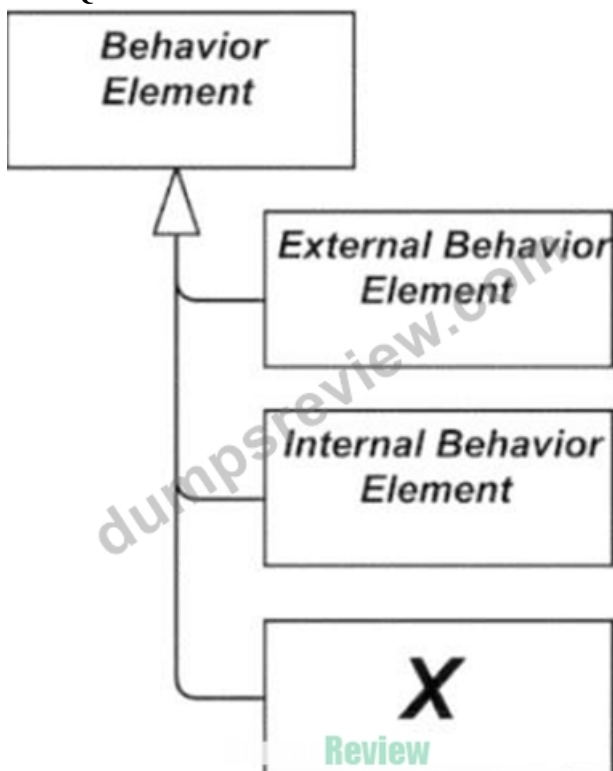 Behavior
Element
External Behavior
Element
Internal Behavior
Element
X
dumpsreview.com
Review